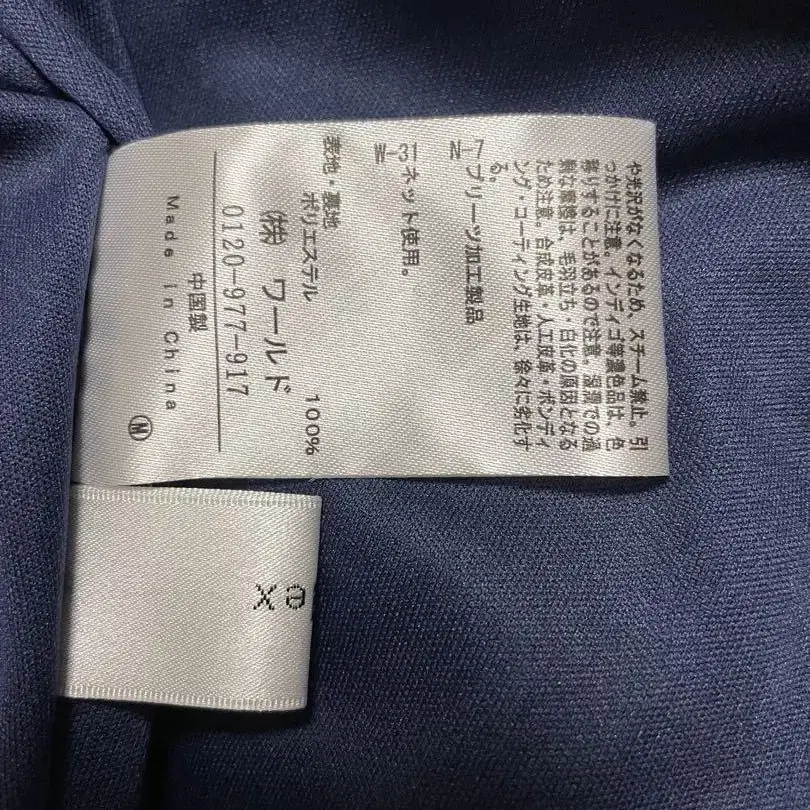 や光沢がなくなるため、スチーム禁止。引
っかけに注意。インディゴ等濃色品は、色
移りすることがあるので注意。湿潤での過
剰な摩擦は、毛羽立ち・白化の原因となる
ため注意。合成皮革・人工皮革・ボンディ
ング・コーティング生地は、徐々に劣化す
る。
N-7 プリーツ加工製品
W-31 ネット使用。
表地・裏地
ポリエステル 100%
㈱ ワールド
0120-977-917
中国製
Made in China
W
ex